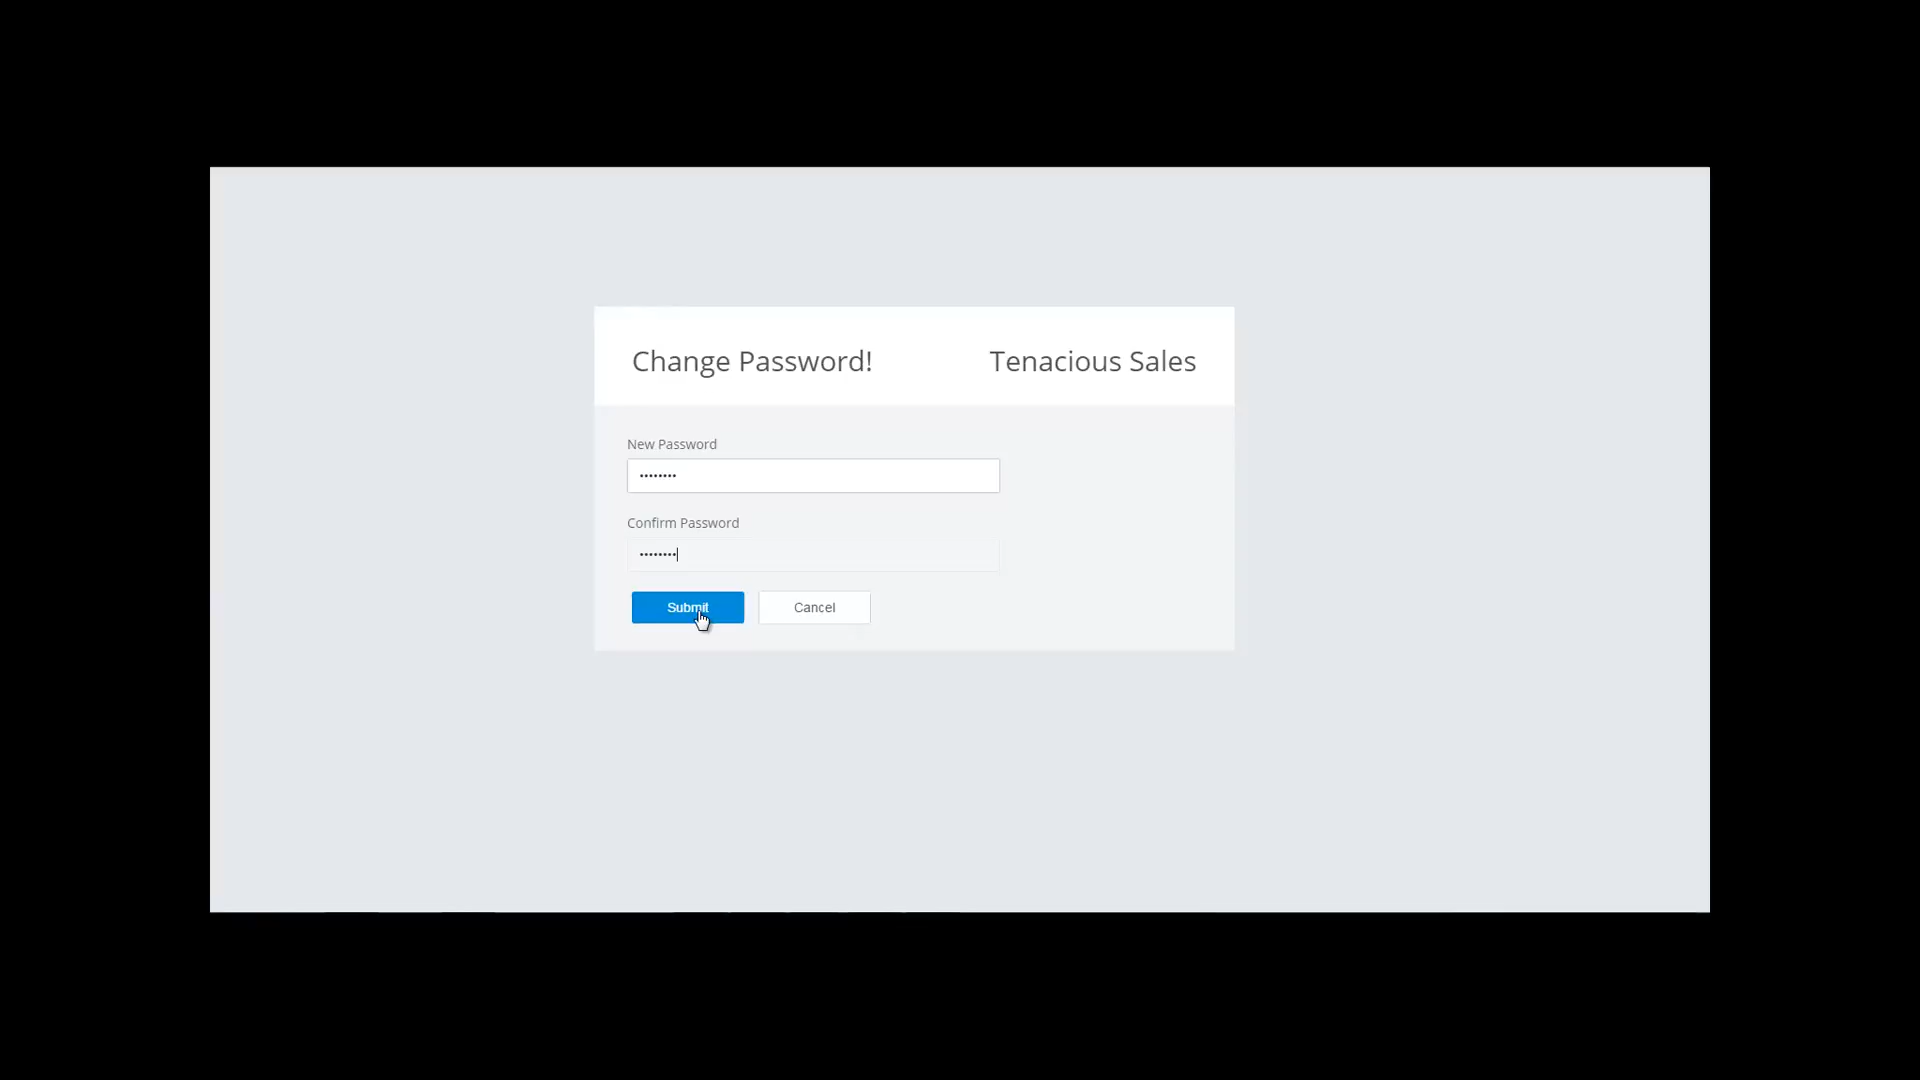 Change Password! Tenacious Sales
New Password
••••••••
Confirm Password
••••••••
Submit Cancel